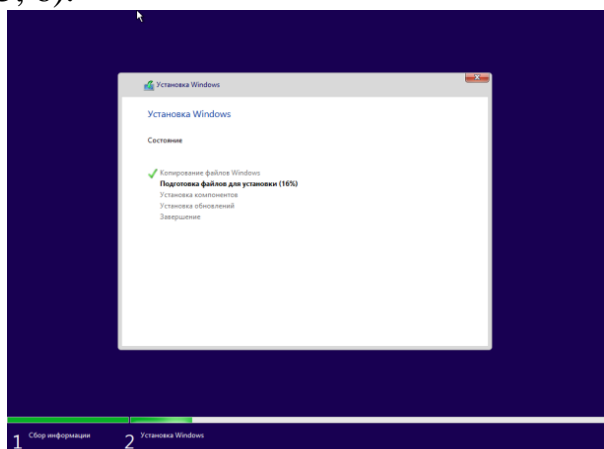 Установка Windows
Установка Windows
Состояние
Копирование файлов Windows
Подготовка файлов для установки (16%)
Установка компонентов
Установка обновлений
Завершение
1 Сбор информации 2 Установка Windows